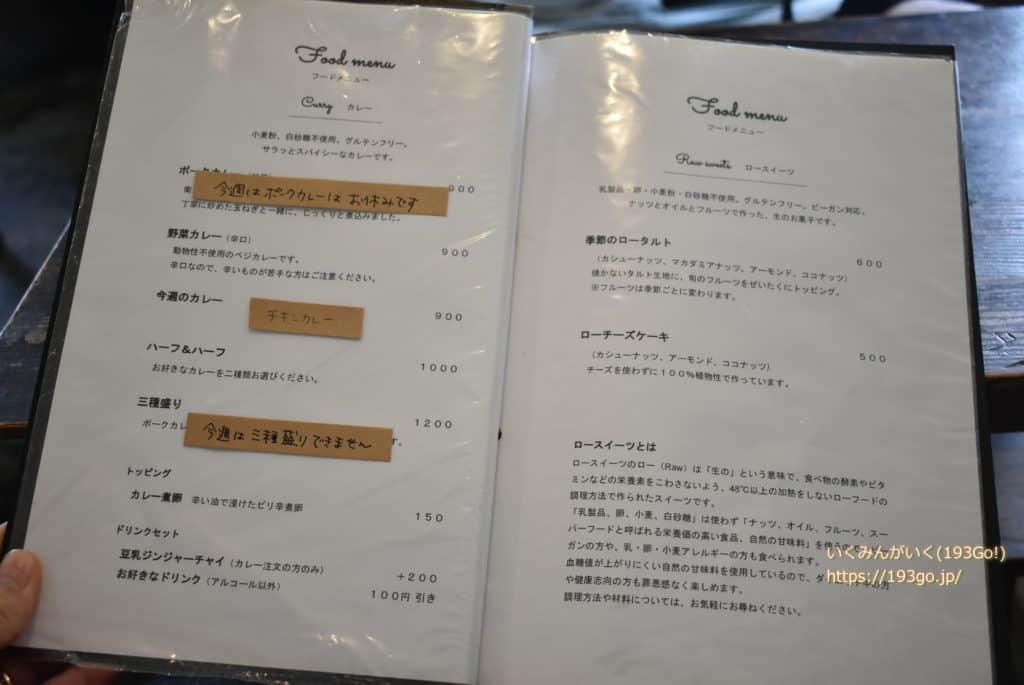 Food menu
フードメニュー
Curry カレー
小麦粉、白砂糖不使用。グルテンフリー。
サラッとスパイシーなカレーです。
ポークカレー
900
今週はポークカレーはお休みです
丁寧に炒めた玉ねぎと一緒に、じっくりと煮込みました。
野菜カレー（辛口）
900
動物性不使用のベジカレーです。
辛口なので、辛いものが苦手な方はご注意ください。
今週のカレー
チキンカレー
900
ハーフ＆ハーフ
1000
お好きなカレーを二種類お選びください。
三種盛り
1200
ポークカレ
今週は三種盛りできません
す。
トッピング
カレー煮卵 辛い油で浸けたピリ辛煮卵
150
ドリンクセット
豆乳ジンジャーチャイ（カレー注文の方のみ）
+200
お好きなドリンク（アルコール以外）
100円 引き
Food menu
フードメニュー
Raw sweets ロースイーツ
乳製品・卵・小麦粉・白砂糖不使用。グルテンフリー。ビーガン対応。
ナッツとオイルとフルーツで作った、生のお菓子です。
季節のロータルト
600
（カシューナッツ、マカダミアナッツ、アーモンド、ココナッツ）
焼かないタルト生地に、旬のフルーツをぜいたくにトッピング。
※フルーツは季節ごとに変わります。
ローチーズケーキ
500
（カシューナッツ、アーモンド、ココナッツ）
チーズを使わずに１００％植物性で作っています。
ロースイーツとは
ロースイーツのロー（Raw）は「生の」という意味で、食べ物の酵素やビタ
ミンなどの栄養素をこわさないよう、48℃以上の加熱をしないローフードの
調理方法で作られたスイーツです。
「乳製品、卵、小麦、白砂糖」は使わず「ナッツ、オイル、フルーツ、スー
パーフードと呼ばれる栄養価の高い食品、自然の甘味料」を使う
ガンの方や、乳・卵・小麦アレルギーの方も食べられます。
血糖値が上がりにくい自然の甘味料を使用しているので、ダ
や健康志向の方も罪悪感なく楽しめます。
調理方法や材料については、お気軽にお尋ねください。
いくみんがいく(193Go!)
https://193go.jp/